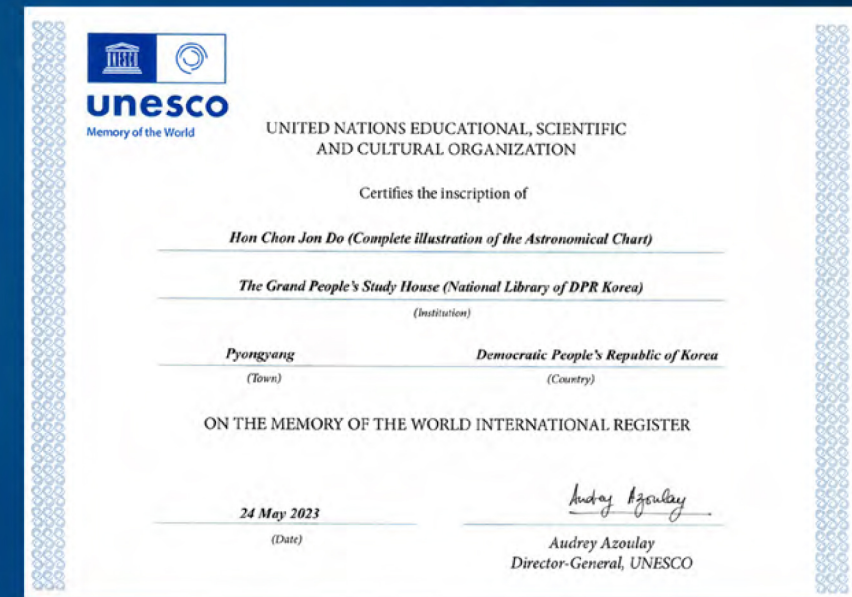 unesco
Memory of the World
UNITED NATIONS EDUCATIONAL, SCIENTIFIC
AND CULTURAL ORGANIZATION
Certifies the inscription of
Hon Chon Jon Do (Complete illustration of the Astronomical Chart)
The Grand People's Study House (National Library of DPR Korea)
(Institution)
Pyongyang Democratic People's Republic of Korea
(Town) (Country)
ON THE MEMORY OF THE WORLD INTERNATIONAL REGISTER
Audrey Azoulay
24 May 2023
(Date)
Audrey Azoulay
Director-General, UNESCO